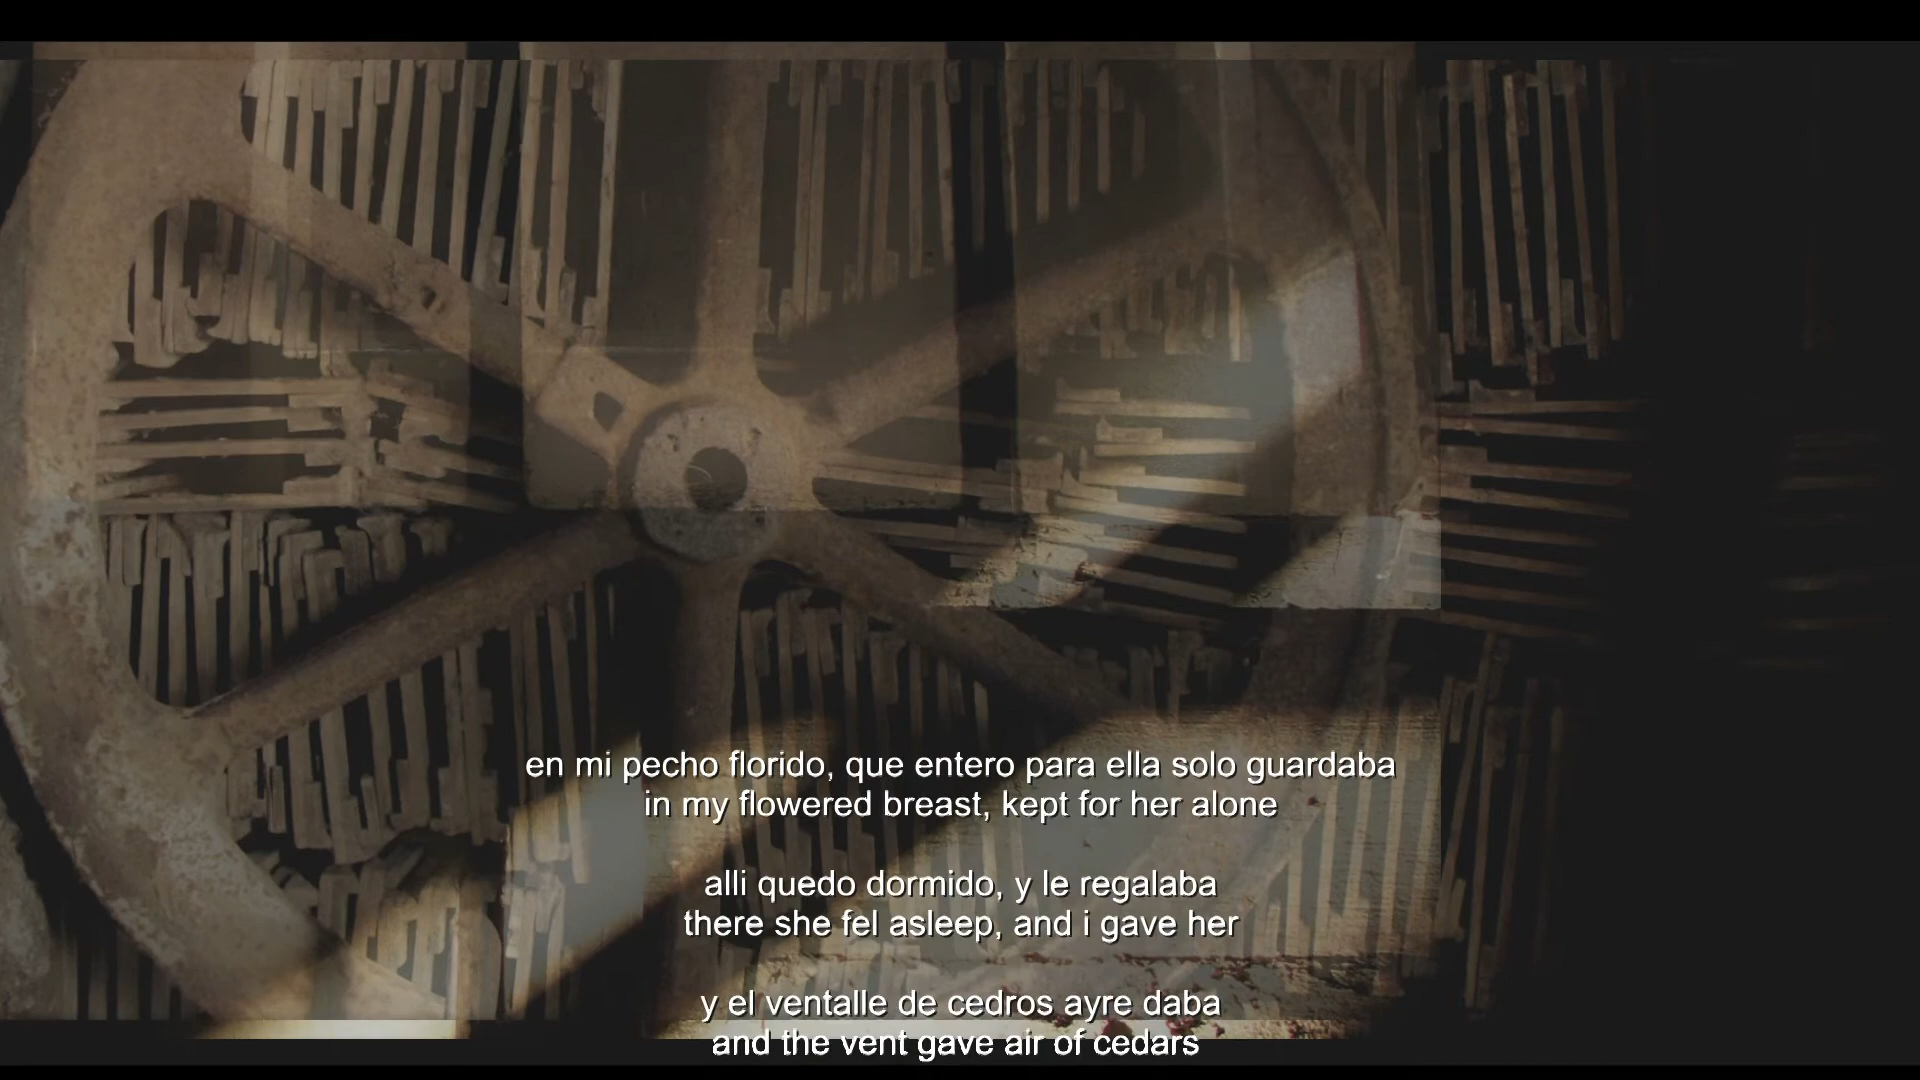 en mi pecho florido, que entero para ella solo guardaba
in my flowered breast, kept for her alone
alli quedo dormido, y le regalaba
there she fel asleep, and i gave her
y el ventalle de cedros ayre daba
and the vent gave air of cedars